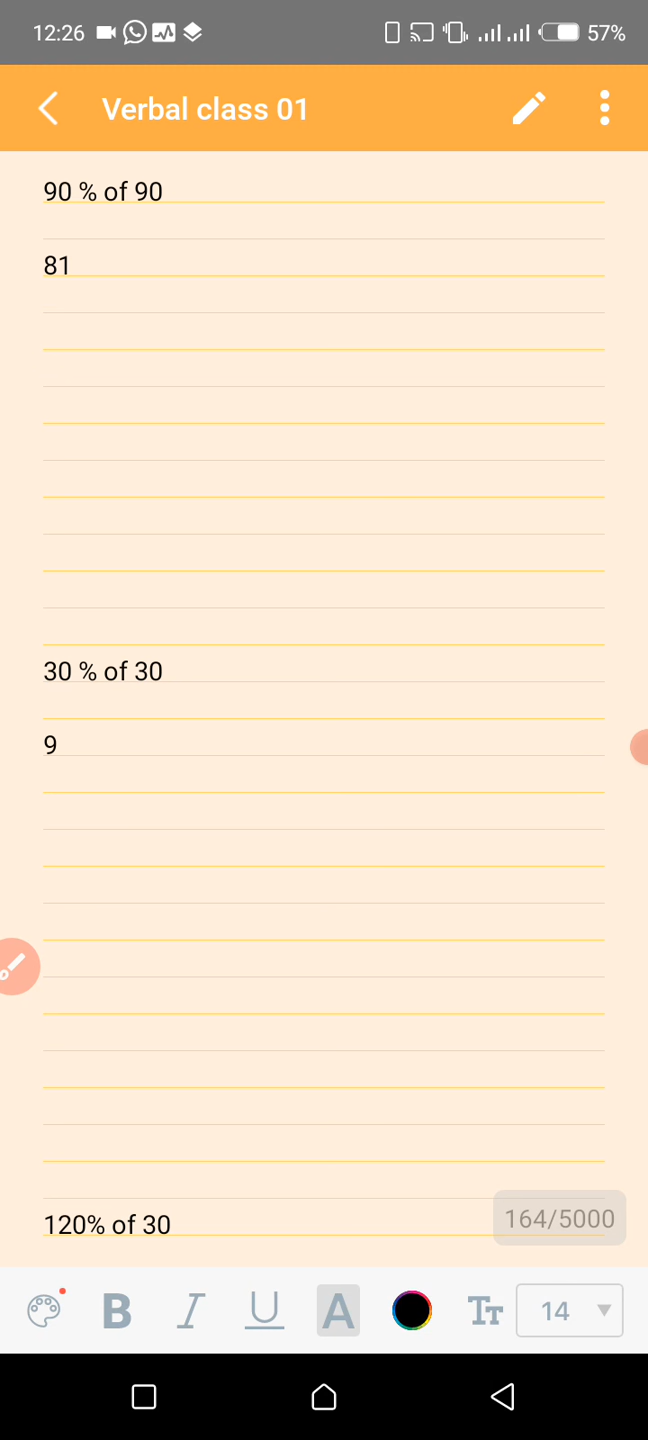 12:26
57%
Verbal class 01
90 % of 90
81
30 % of 30
9
120% of 30
164/5000
B I U A Tт 14